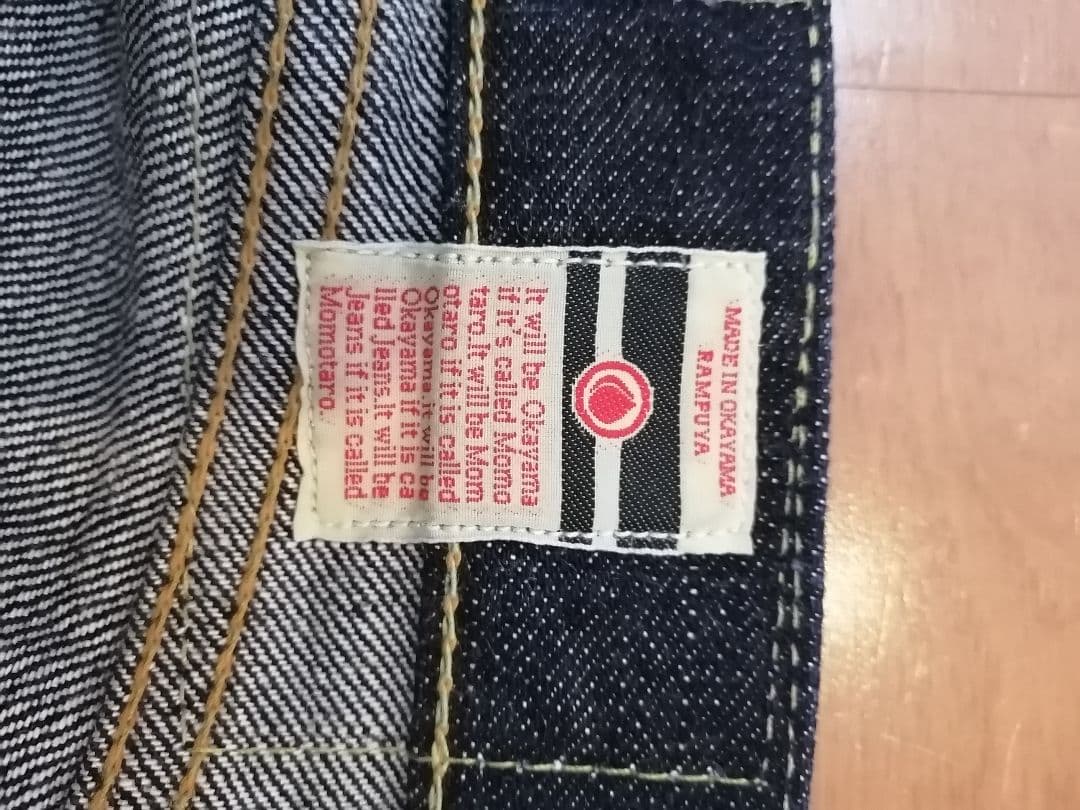 MADE IN OKAYAMA
RAMPUYA
It will be Okayama
if it's called Momo
taro.It will be Mom
otaro if it is called
Okayama.It will be
Okayama if it is ca
lled Jeans.It will be
Jeans if it is called
Momotaro.